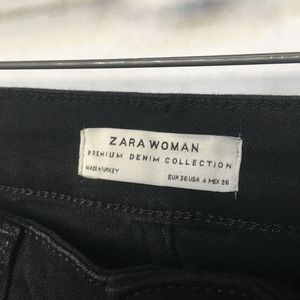 ZARA WOMAN
PREMIUM DENIM COLLECTION
MADE IN TURKEY
EUR 36 USA 4 MEX 26